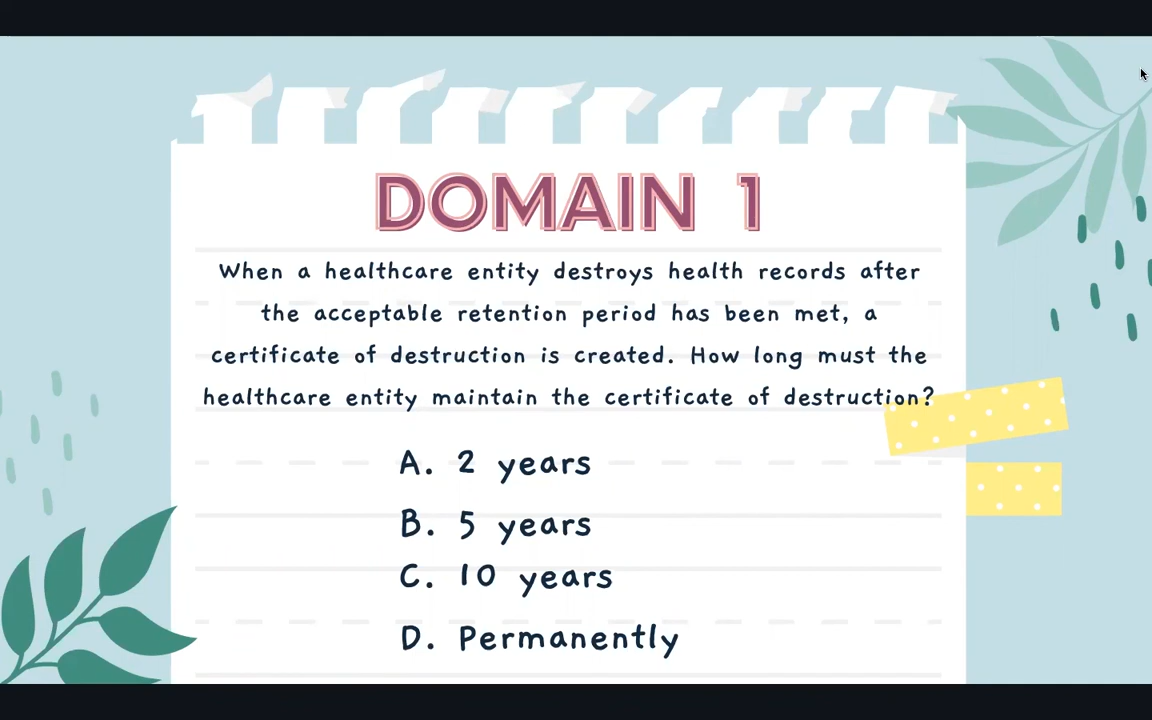 DOMAIN 1
When a healthcare entity destroys health records after
the acceptable retention period has been met, a
certificate of destruction is created. How long must the
healthcare entity maintain the certificate of destruction?
A. 2 years
B. 5 years
C. 10 years
D. Permanently